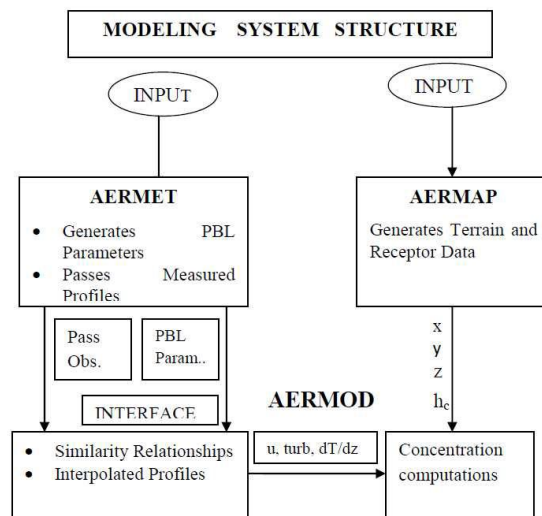 MODELING SYSTEM STRUCTURE
INPUT
INPUT
AERMET
• Generates PBL
Parameters
• Passes Measured
Profiles
AERMAP
Generates Terrain and
Receptor Data
Pass
Obs.
PBL
Param..
x
y
z
hc
INTERFACE
AERMOD
• Similarity Relationships
• Interpolated Profiles
u, turb, dT/dz
Concentration
computations